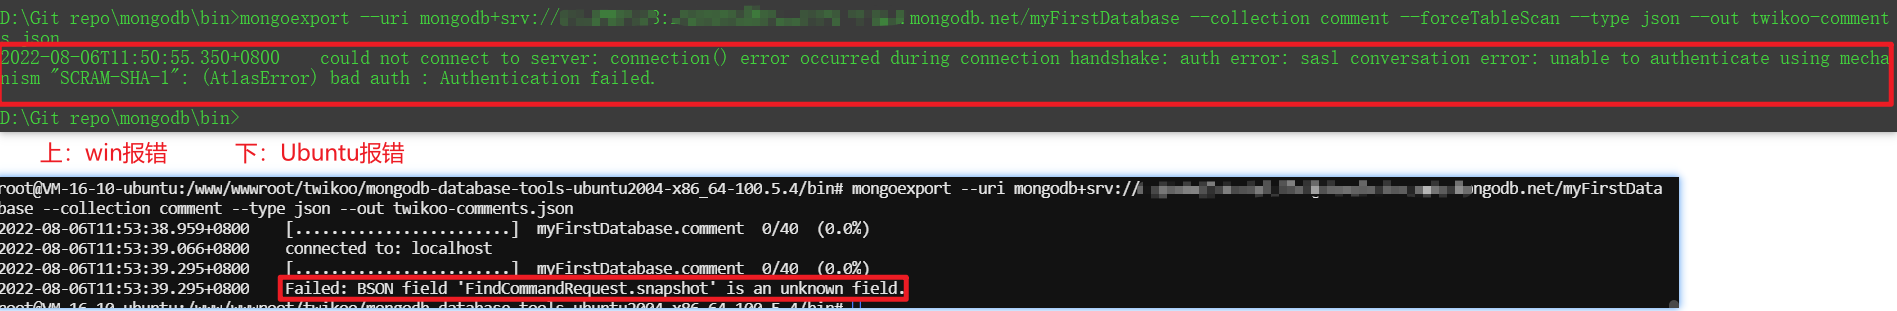 D:\Git repo\mongodb\bin>mongoexport --uri mongodb+srv:// .mongodb.net/myFirstDatabase --collection comment --forceTableScan --type json --out twikoo-comment
s.json
2022-08-06T11:50:55.350+0800 could not connect to server: connection() error occurred during connection handshake: auth error: sasl conversation error: unable to authenticate using mecha
nism "SCRAM-SHA-1": (AtlasError) bad auth : Authentication failed.
D:\Git repo\mongodb\bin>
上：win报错 下：Ubuntu报错
root@VM-16-10-ubuntu:/www/wwwroot/twikoo/mongodb-database-tools-ubuntu2004-x86_64-100.5.4/bin# mongoexport --uri mongodb+srv:// ongodb.net/myFirstData
base --collection comment --type json --out twikoo-comments.json
2022-08-06T11:53:38.959+0800 [........................] myFirstDatabase.comment 0/40 (0.0%)
2022-08-06T11:53:39.066+0800 connected to: localhost
2022-08-06T11:53:39.295+0800 [........................] myFirstDatabase.comment 0/40 (0.0%)
2022-08-06T11:53:39.295+0800 Failed: BSON field 'FindCommandRequest.snapshot' is an unknown field.
root@VM-16-10-ubuntu:/www/wwwroot/twikoo/mongodb-database-tools-ubuntu2004-x86_64-100.5.4/bin#